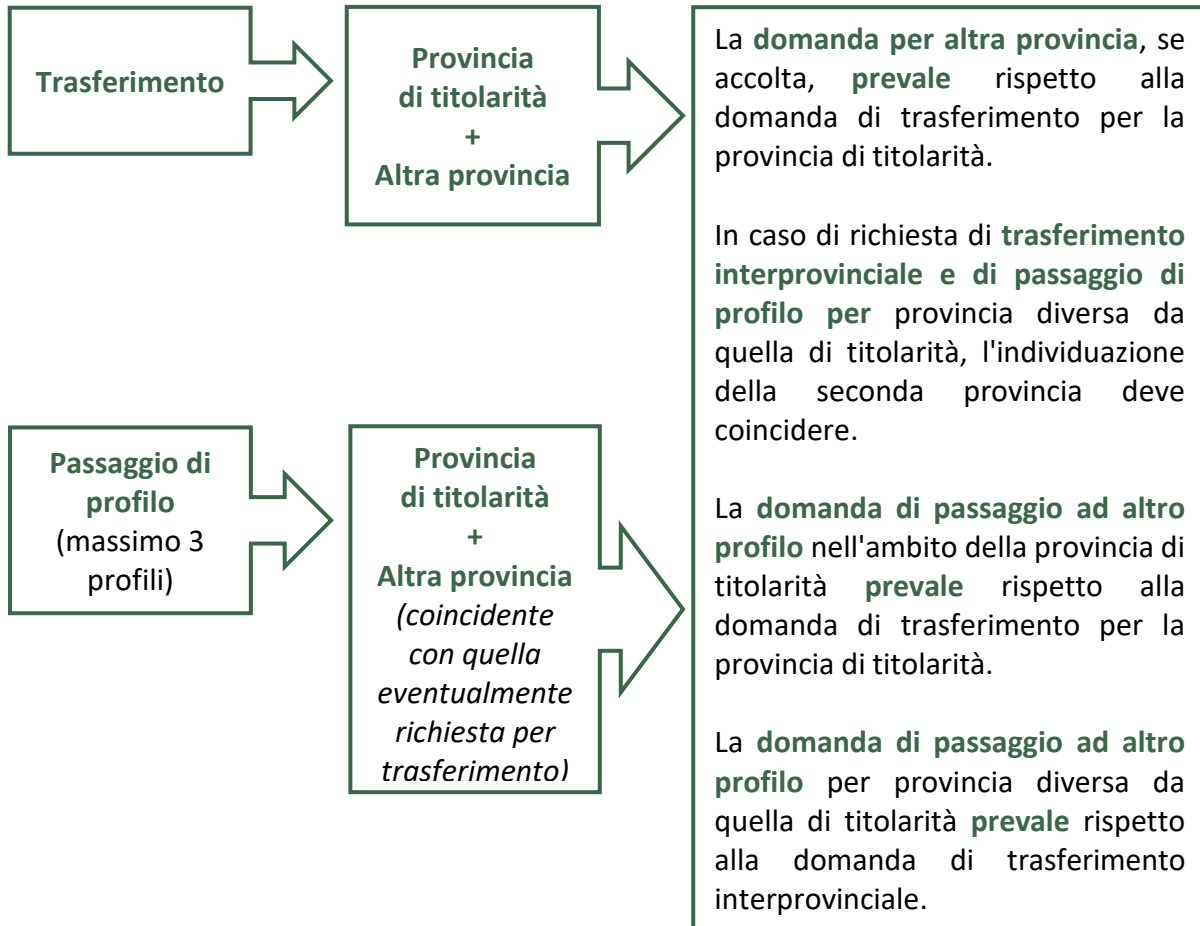 Trasferimento
Provincia
di titolarità
+
Altra provincia
Passaggio di
profilo
(massimo 3
profili)
Provincia
di titolarità
+
Altra provincia
(coincidente
con quella
eventualmente
richiesta per
trasferimento)
La domanda per altra provincia, se
accolta, prevale rispetto alla
domanda di trasferimento per la
provincia di titolarità.
In caso di richiesta di trasferimento
interprovinciale e di passaggio di
profilo per provincia diversa da
quella di titolarità, l'individuazione
della seconda provincia deve
coincidere.
La domanda di passaggio ad altro
profilo nell'ambito della provincia di
titolarità prevale rispetto alla
domanda di trasferimento per la
provincia di titolarità.
La domanda di passaggio ad altro
profilo per provincia diversa da
quella di titolarità prevale rispetto
alla domanda di trasferimento
interprovinciale.